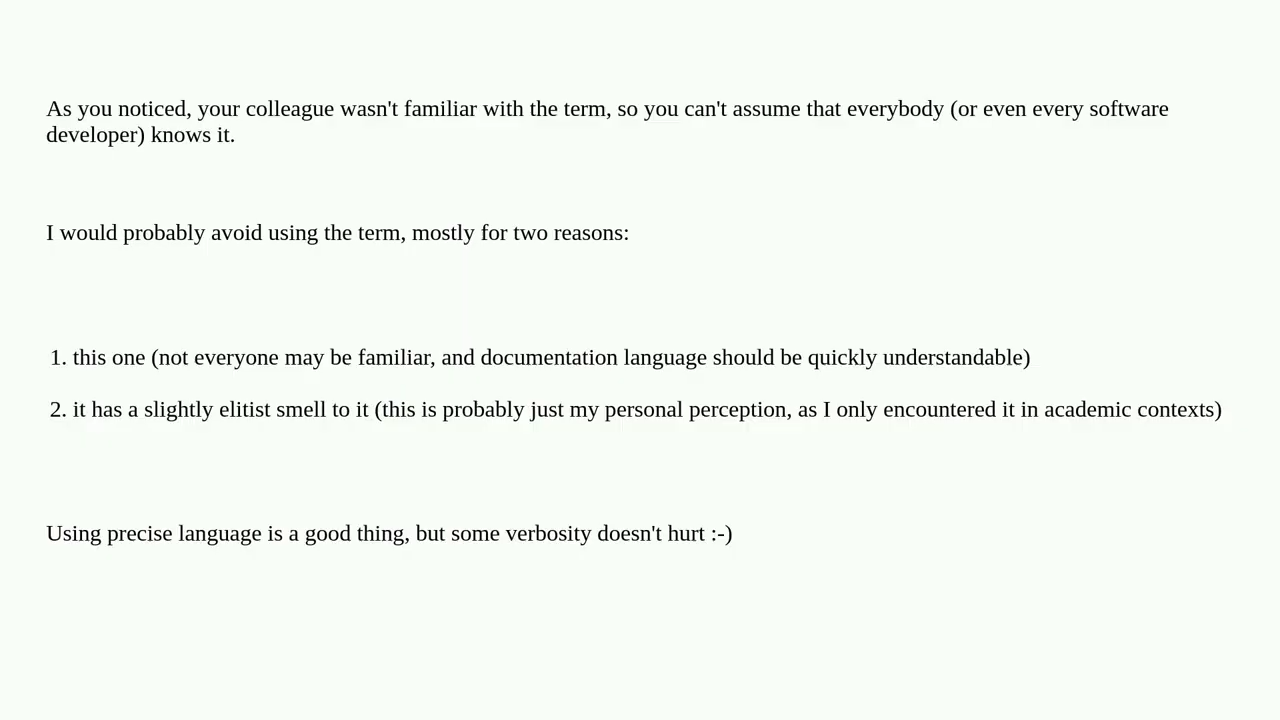 As you noticed, your colleague wasn't familiar with the term, so you can't assume that everybody (or even every software
developer) knows it.
I would probably avoid using the term, mostly for two reasons:
1. this one (not everyone may be familiar, and documentation language should be quickly understandable)
2. it has a slightly elitist smell to it (this is probably just my personal perception, as I only encountered it in academic contexts)
Using precise language is a good thing, but some verbosity doesn't hurt :-)